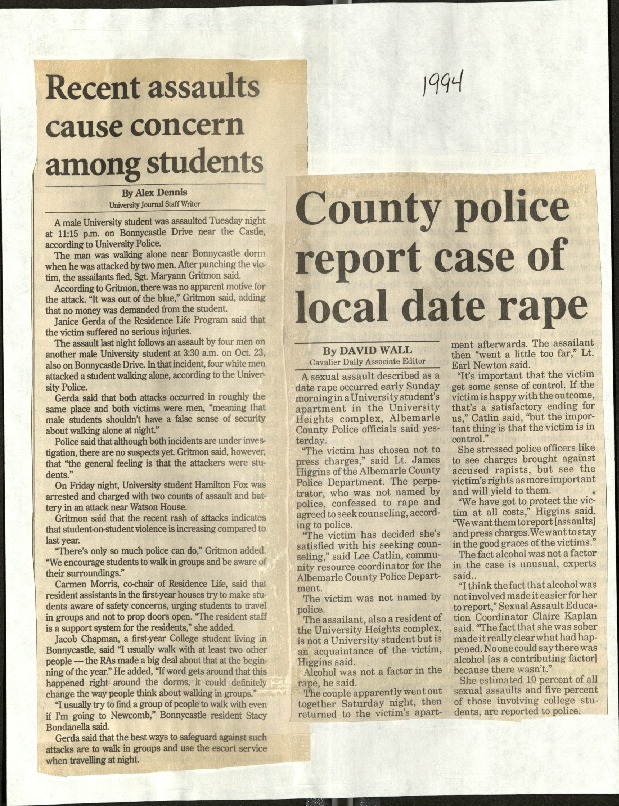 1994
Recent assaults
cause concern
among students
By Alex Dennis
University Journal Staff Writer
A male University student was assaulted Tuesday night
at 11:15 p.m. on Bonnycastle Drive near the Castle,
according to University Police.
The man was walking alone near Bonnycastle dorm
when he was attacked by two men. After punching the vic-
tim, the assailants fled, Sgt. Maryann Gritmon said.
According to Gritmon, there was no apparent motive for
the attack. "It was out of the blue," Gritmon said, adding
that no money was demanded from the student.
Janice Gerda of the Residence Life Program said that
the victim suffered no serious injuries.
The assault last night follows an assault by four men on
another male University student at 3:30 a.m. on Oct. 23,
also on Bonnycastle Drive. In that incident, four white men
attacked a student walking alone, according to the Univer-
sity Police.
Gerda said that both attacks occurred in roughly the
same place and both victims were men, "meaning that
male students shouldn't have a false sense of security
about walking alone at night."
Police said that although both incidents are under inves-
tigation, there are no suspects yet. Gritmon said, however,
that "the general feeling is that the attackers were stu-
dents."
On Friday night, University student Hamilton Fox was
arrested and charged with two counts of assault and bat-
tery in an attack near Watson House.
Gritmon said that the recent rash of attacks indicates
that student-on-student violence is increasing compared to
last year.
"There's only so much police can do," Gritmon added.
"We encourage students to walk in groups and be aware of
their surroundings."
Carmen Morris, co-chair of Residence Life, said that
resident assistants in the first-year houses try to make stu-
dents aware of safety concerns, urging students to travel
in groups and not to prop doors open. "The resident staff
is a support system for the residents," she added.
Jacob Chapman, a first-year College student living in
Bonnycastle, said "I usually walk with at least two other
people — the RAs made a big deal about that at the begin-
ning of the year." He added, "If word gets around that this
happened right around the dorms, it could definitely
change the way people think about walking in groups."
"I usually try to find a group of people to walk with even
if I'm going to Newcomb," Bonnycastle resident Stacy
Bondanella said.
Gerda said that the best ways to safeguard against such
attacks are to walk in groups and use the escort service
when travelling at night.
County police
report case of
local date rape
By DAVID WALL
Cavalier Daily Associate Editor
A sexual assault described as a
date rape occurred early Sunday
morning in a University student's
apartment in the University
Heights complex, Albemarle
County Police officials said yes-
terday.
"The victim has chosen not to
press charges," said Lt. James
Higgins of the Albemarle County
Police Department. The perpe-
trator, who was not named by
police, confessed to rape and
agreed to seek counseling, accord-
ing to police.
"The victim has decided she's
satisfied with his seeking coun-
seling," said Lee Catlin, commu-
nity resource coordinator for the
Albemarle County Police Depart-
ment.
The victim was not named by
police.
The assailant, also a resident of
the University Heights complex,
is not a University student but is
an acquaintance of the victim,
Higgins said.
Alcohol was not a factor in the
rape, he said.
The couple apparently went out
together Saturday night, then
returned to the victim's apart-
ment afterwards. The assailant
then "went a little too far," Lt.
Earl Newton said.
"It's important that the victim
get some sense of control. If the
victim is happy with the outcome,
that's a satisfactory ending for
us," Catlin said, "but the impor-
tant thing is that the victim is in
control."
She stressed police officers like
to see charges brought against
accused rapists, but see the
victim's rights as more important
and will yield to them.
"We have got to protect the vic-
tim at all costs," Higgins said.
"We want them to report [assaults]
and press charges. We want to stay
in the good graces of the victims."
The fact alcohol was not a factor
in the case is unusual, experts
said.
"I think the fact that alcohol was
not involved made it easier for her
to report," Sexual Assault Educa-
tion Coordinator Claire Kaplan
said. "The fact that she was sober
made it really clear what had hap-
pened. No one could say there was
alcohol [as a contributing factor]
because there wasn't."
She estimated 10 percent of all
sexual assaults and five percent
of those involving college stu-
dents, are reported to police.